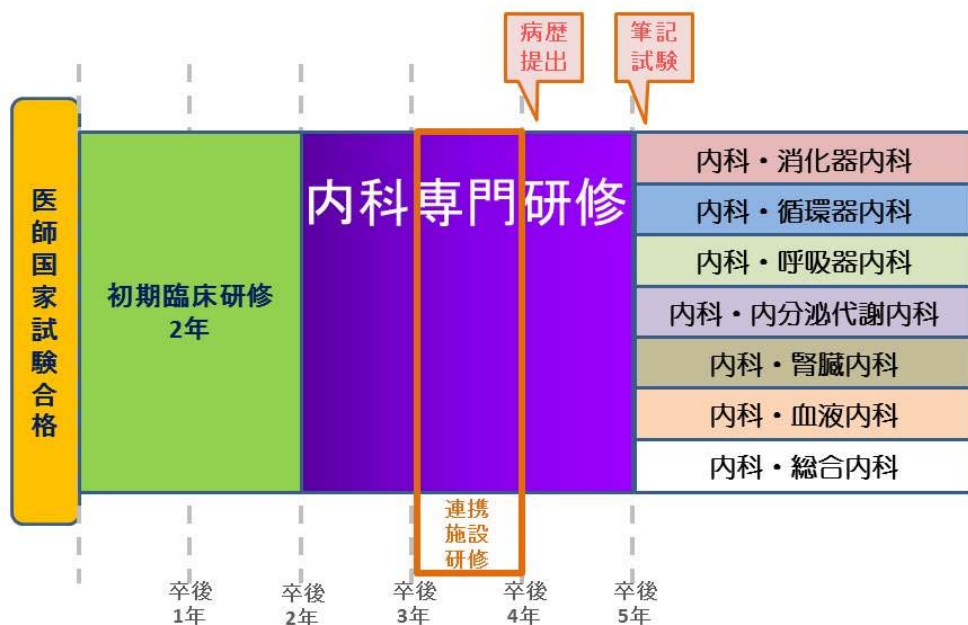 病歴
提出
筆記
試験
医師国家試験合格
初期臨床研修
2年
内科専門研修
内科・消化器内科
内科・循環器内科
内科・呼吸器内科
内科・内分泌代謝内科
内科・腎臓内科
内科・血液内科
内科・総合内科
連携
施設
研修
卒後
1年
卒後
2年
卒後
3年
卒後
4年
卒後
5年